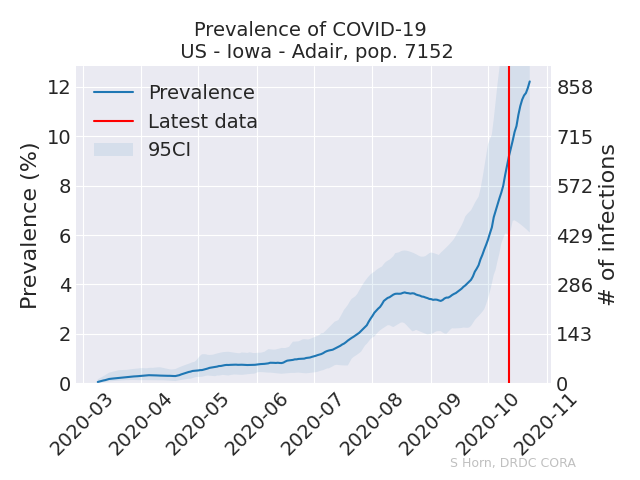 Prevalence of COVID-19
US - Iowa - Adair, pop. 7152
Prevalence
Latest data
95CI
Prevalence (%)
12
10
8
6
4
2
0
858
715
572
429
286
143
0
# of infections
2020-03
2020-04
2020-05
2020-06
2020-07
2020-08
2020-09
2020-10
2020-11
S Horn, DRDC CORA